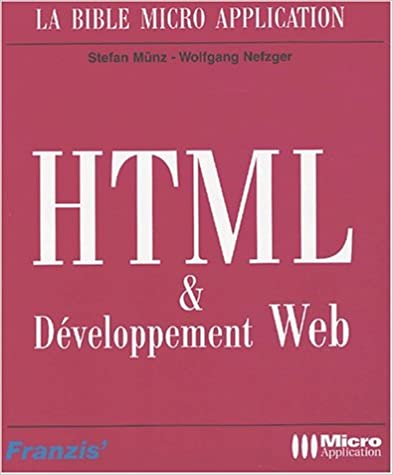 LA BIBLE MICRO APPLICATION
Stefan Münz - Wolfgang Nefzger
HTML
&
Développement Web
Franzis'
Micro
Application